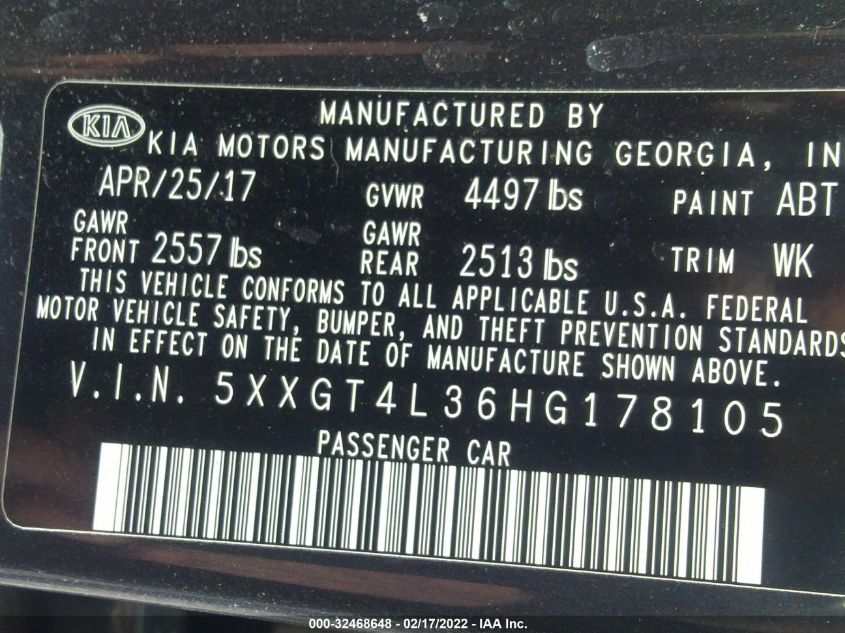 MANUFACTURED BY
KIA KIA MOTORS MANUFACTURING GEORGIA, IN
APR/25/17 GVWR 4497 lbs PAINT ABT
GAWR FRONT 2557 lbs GAWR REAR 2513 lbs TRIM WK
THIS VEHICLE CONFORMS TO ALL APPLICABLE U.S.A. FEDERAL
MOTOR VEHICLE SAFETY, BUMPER, AND THEFT PREVENTION STANDARDS
IN EFFECT ON THE DATE OF MANUFACTURE SHOWN ABOVE.
V.I.N. 5XXGT4L36HG178105
PASSENGER CAR
000-32468648 - 02/17/2022 - IAA Inc.